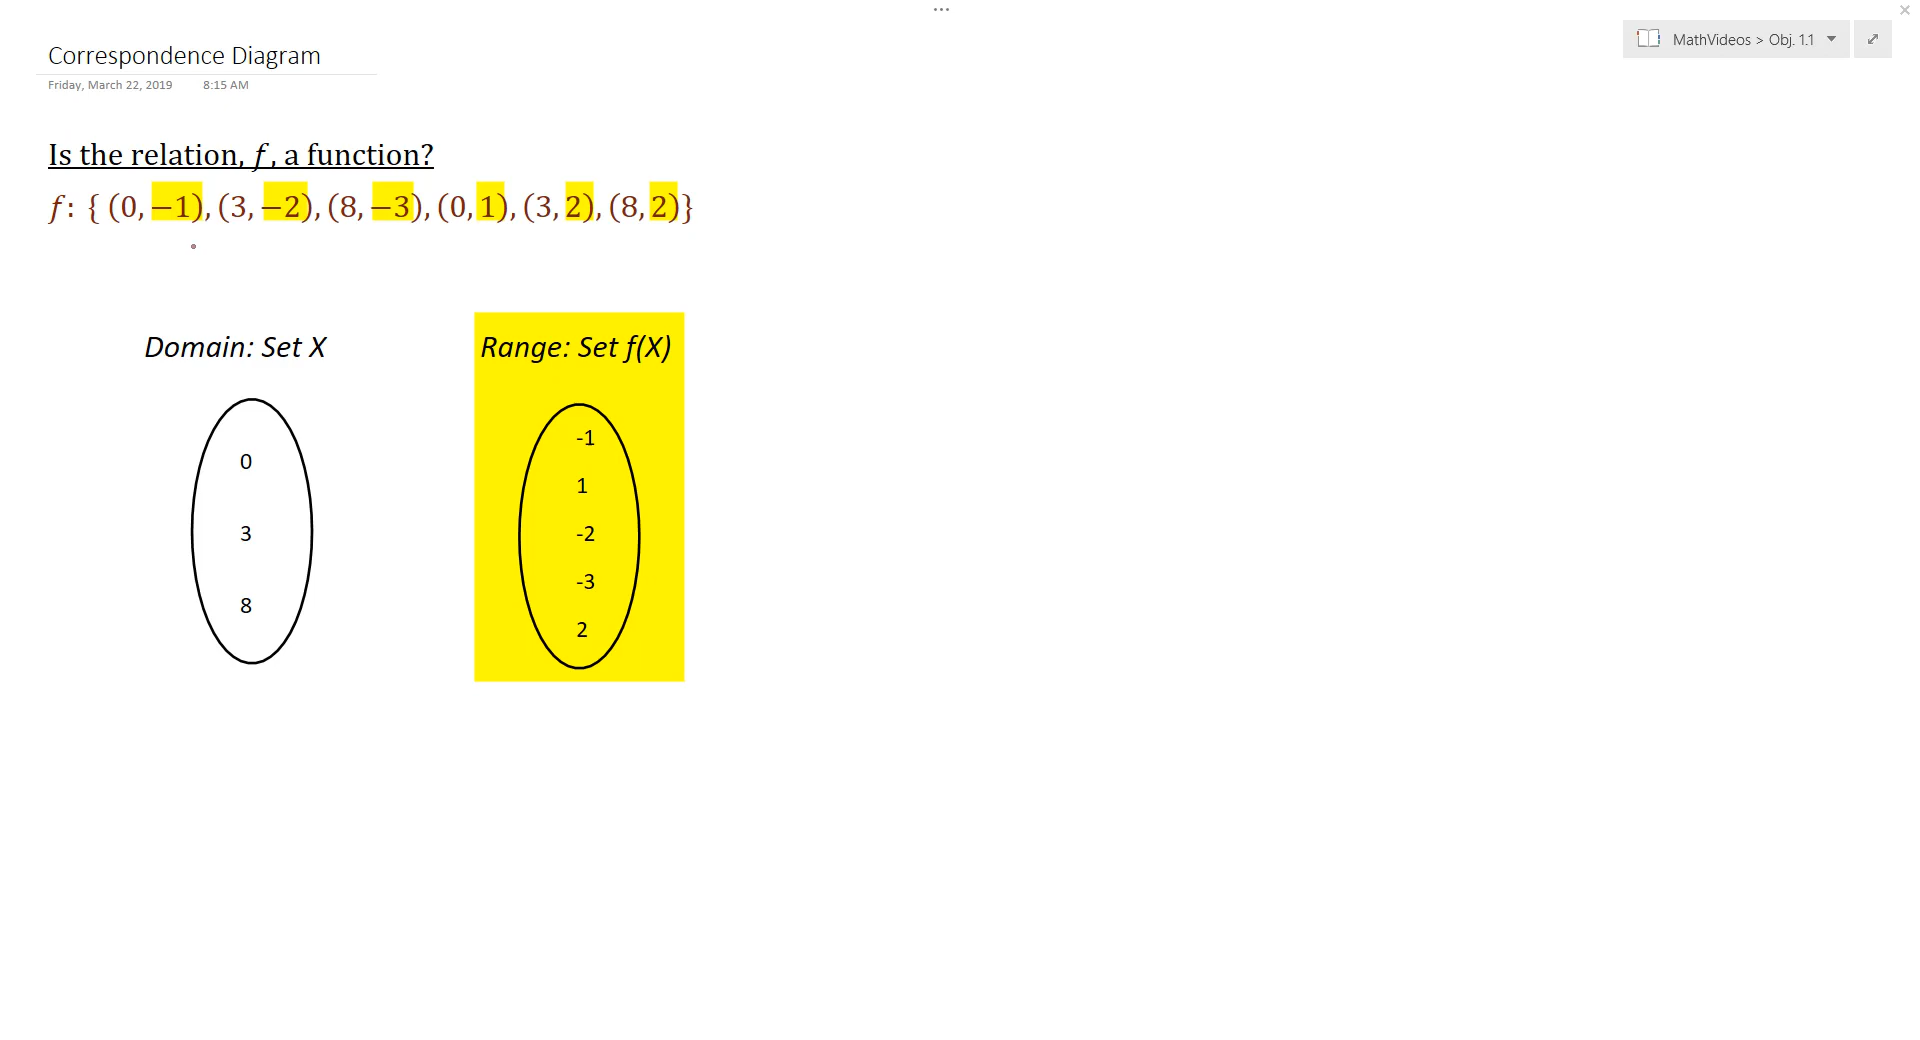 ...
MathVideos > Obj. 1.1
Correspondence Diagram
Friday, March 22, 2019 8:15 AM
Is the relation, f, a function?
f: { (0, −1), (3, −2), (8, −3), (0, 1), (3, 2), (8, 2)}
Domain: Set X
Range: Set f(X)
0
3
8
-1
1
-2
-3
2